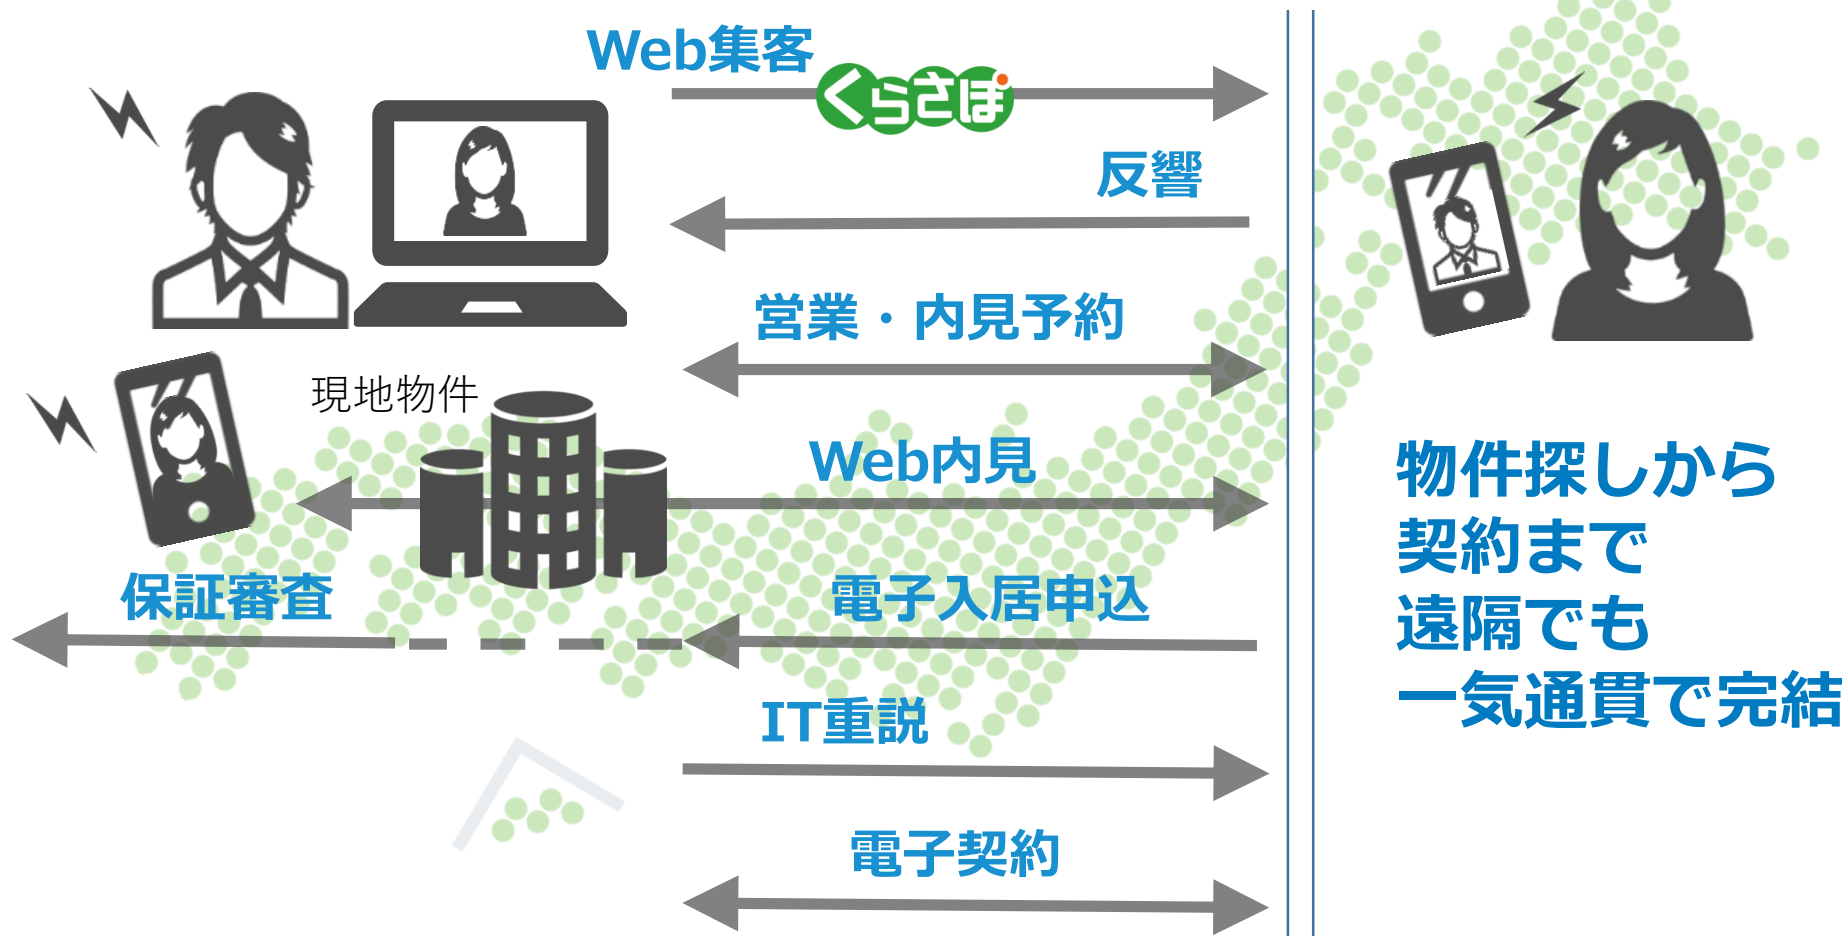 Web集客
くらさぽ
反響
営業・内見予約
現地物件
Web内見
保証審査
電子入居申込
IT重説
電子契約
物件探しから
契約まで
遠隔でも
一気通貫で完結